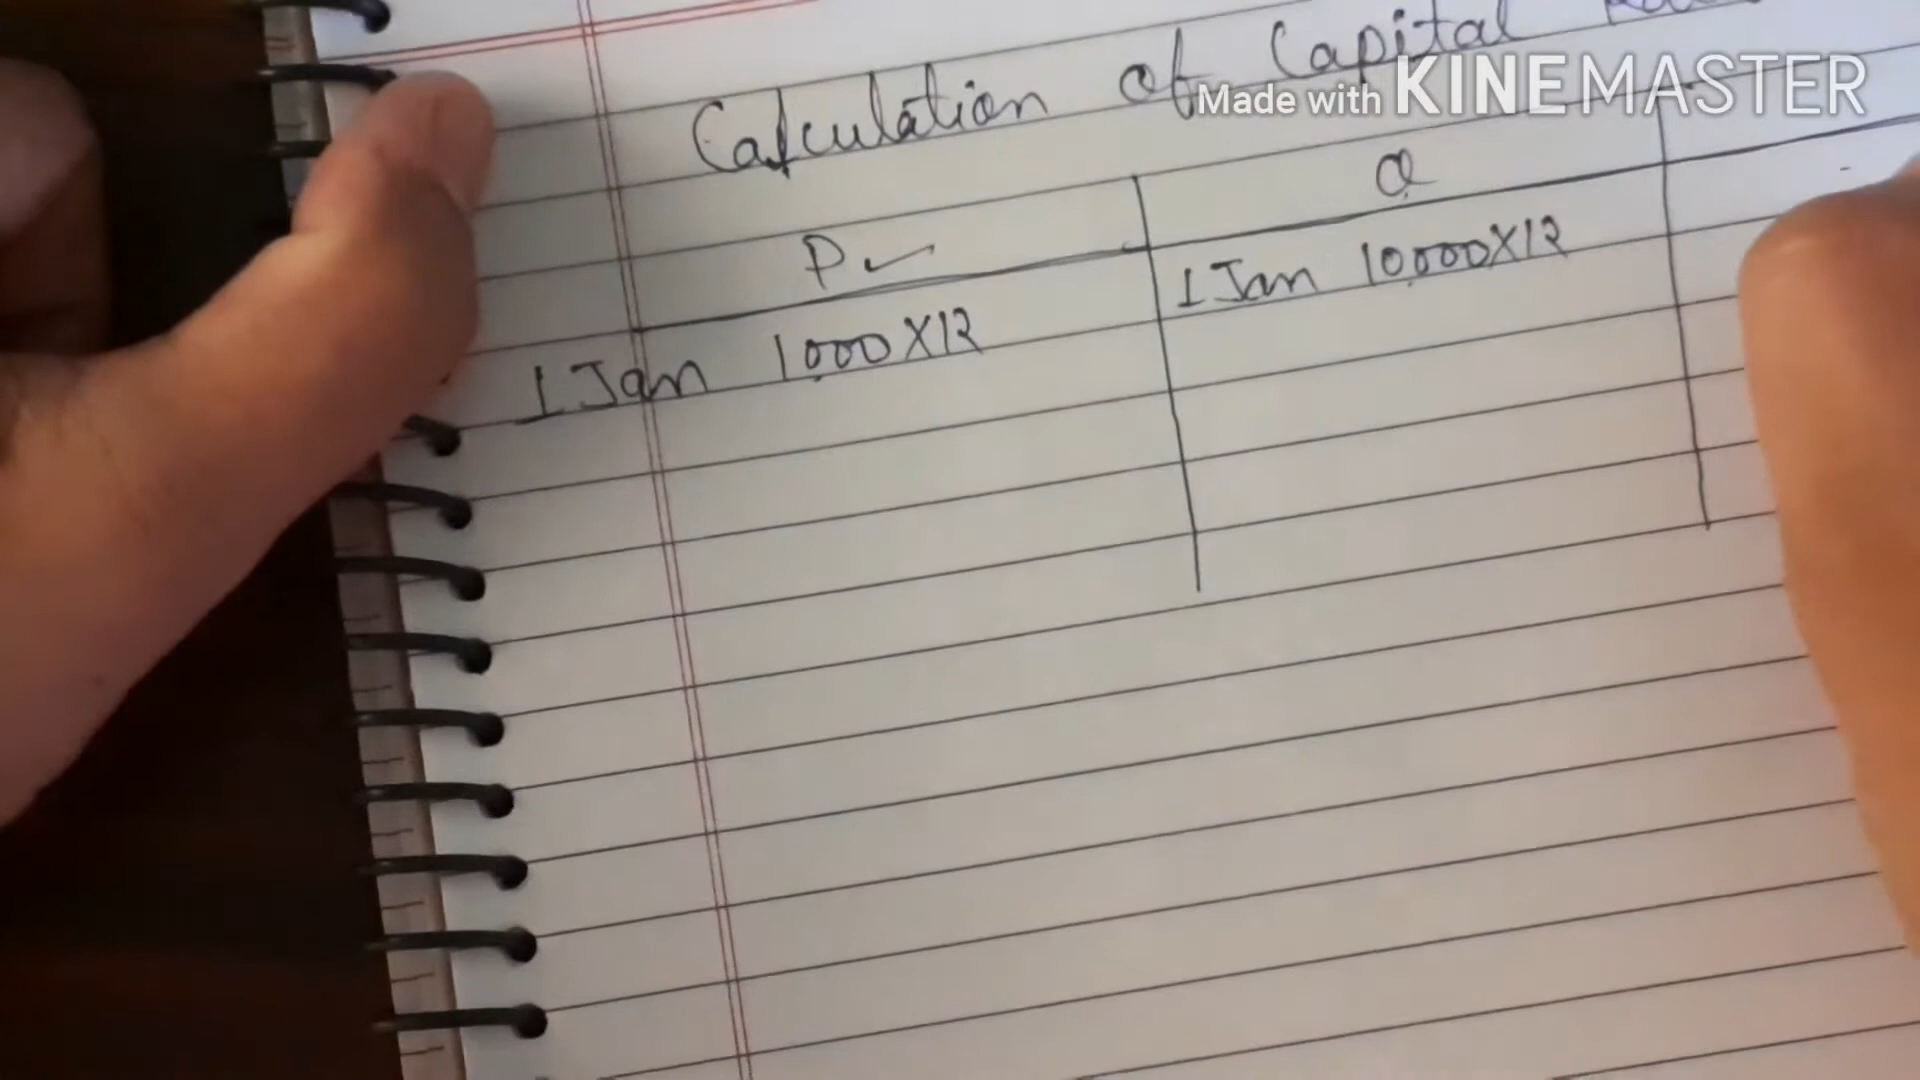 Calculation of Capital
Made with KINEMASTER
P Q
1 Jan 1000X12 1 Jan 10,000X12